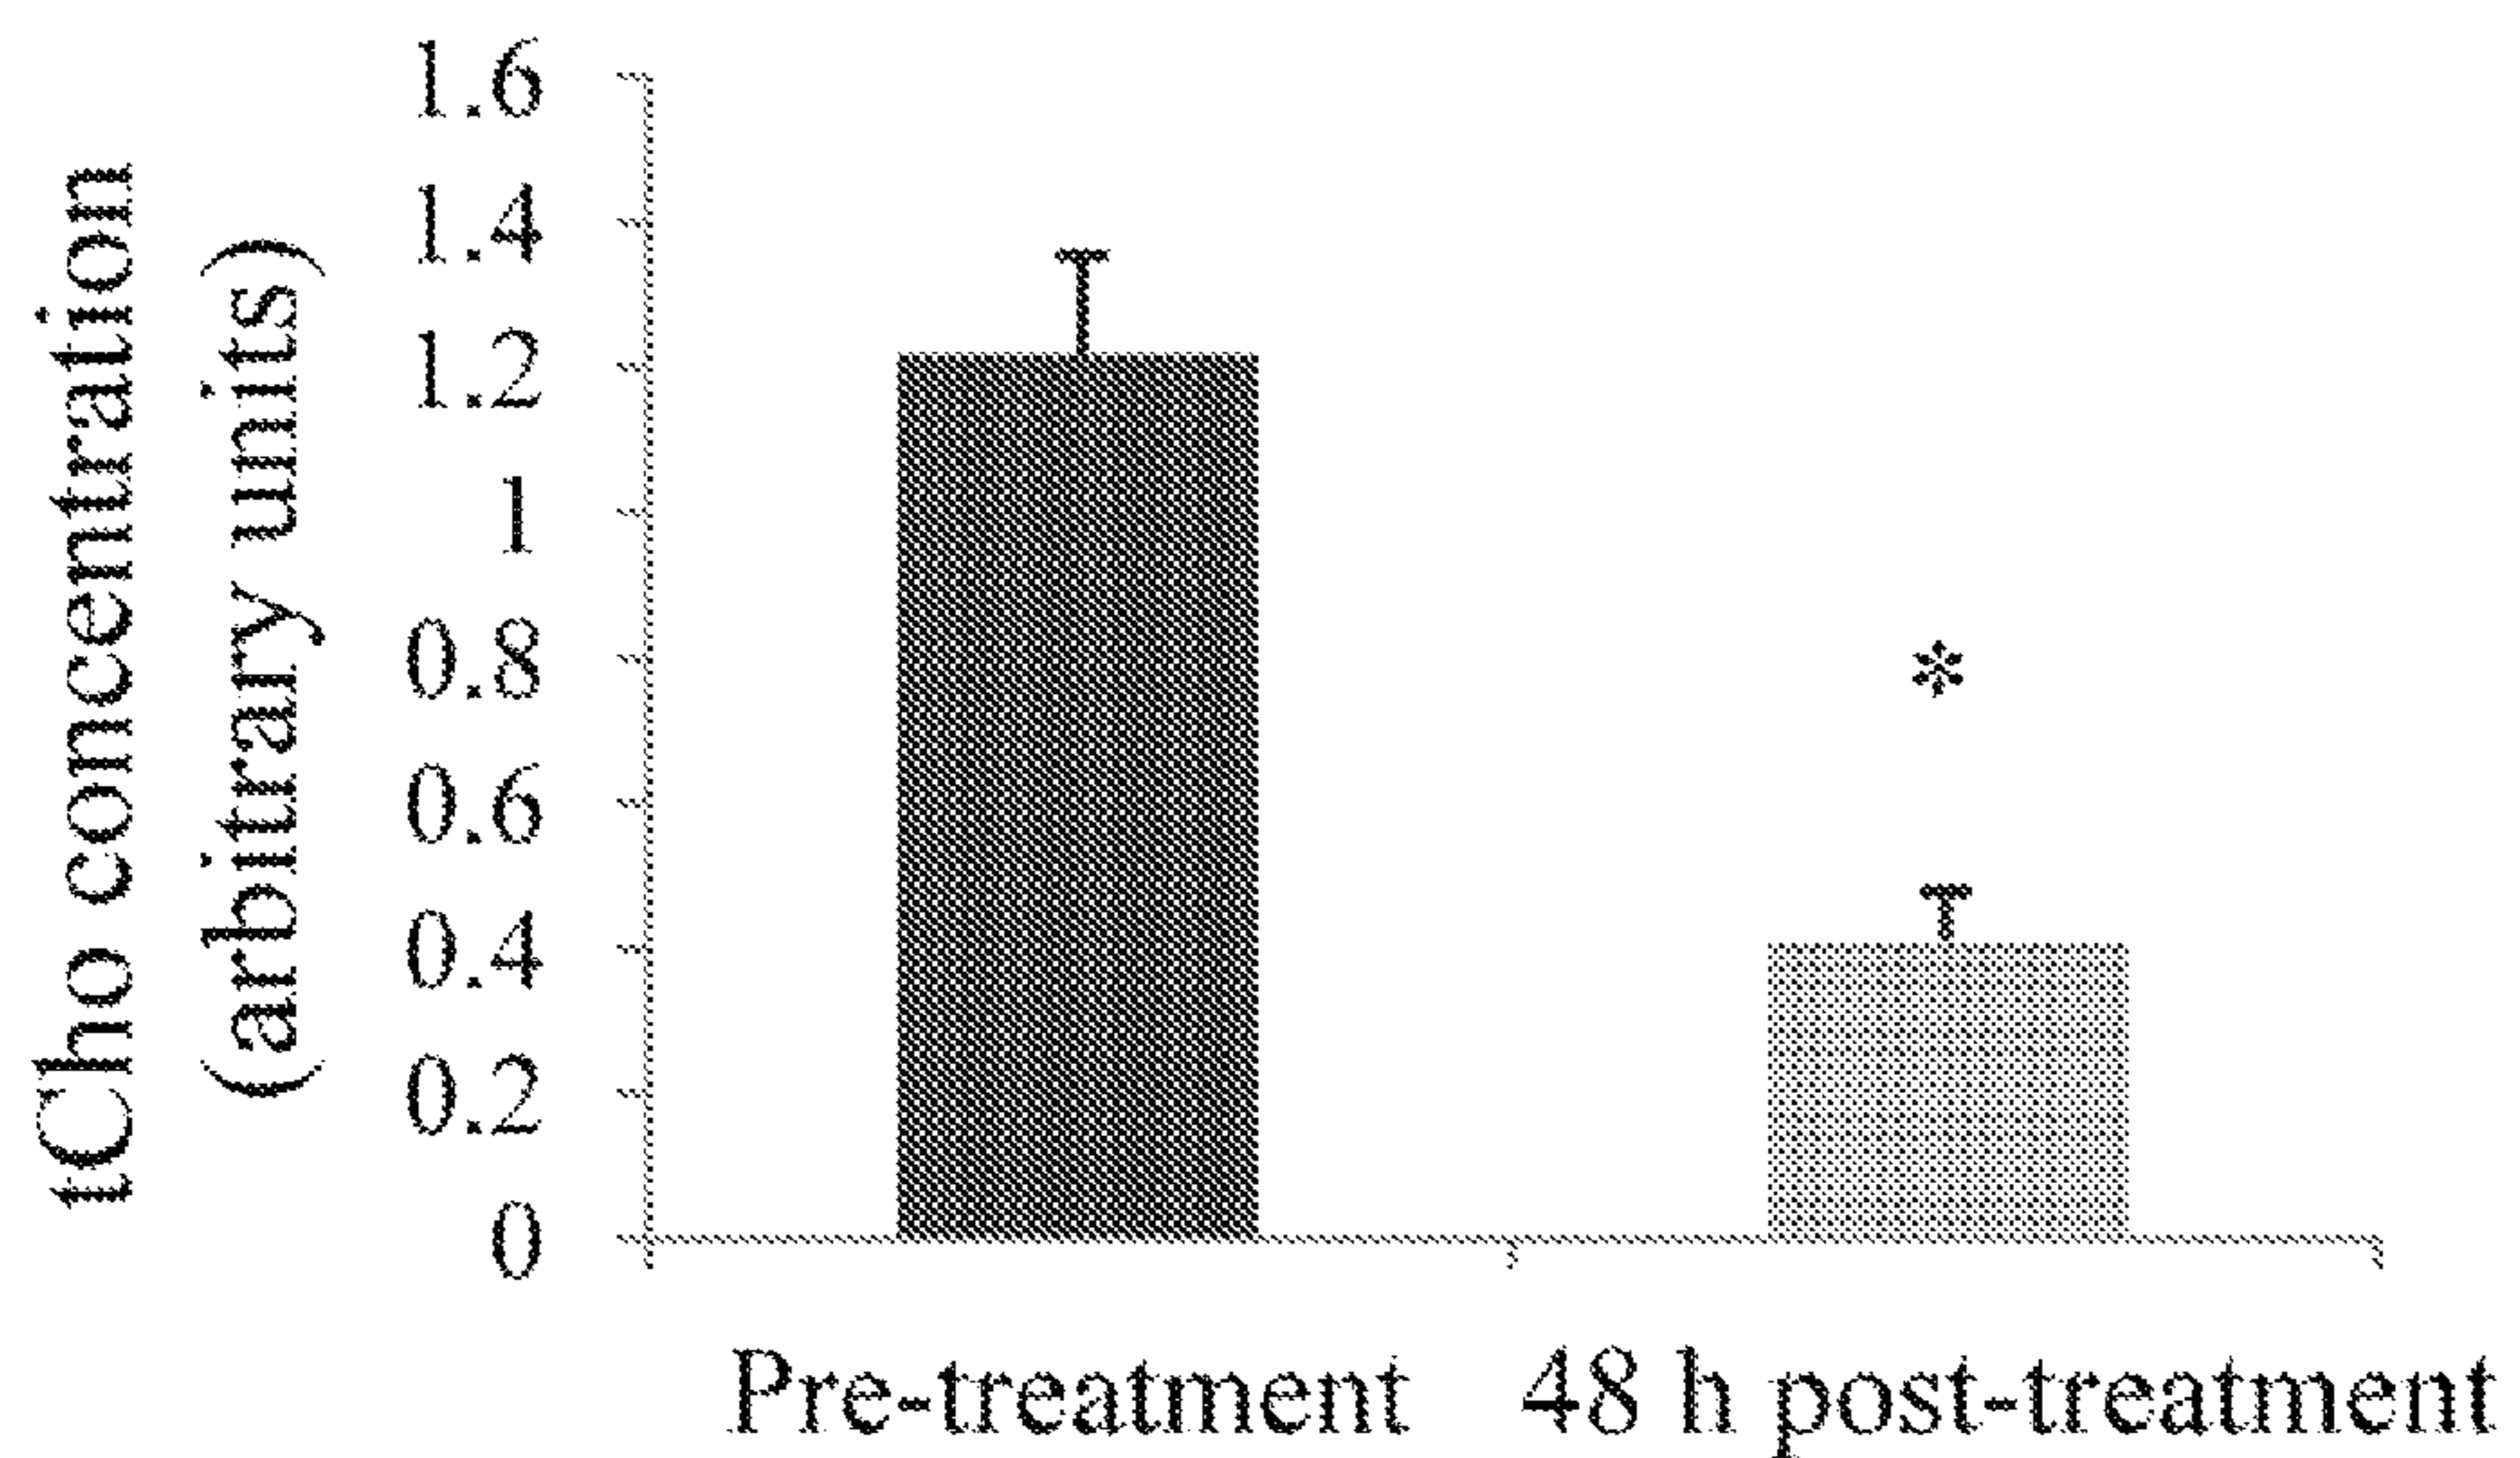 tCho concentration
(arbitrary units)
1.6
1.4
1.2
1
0.8
0.6
0.4
0.2
0
*
Pre-treatment
48 h post-treatment